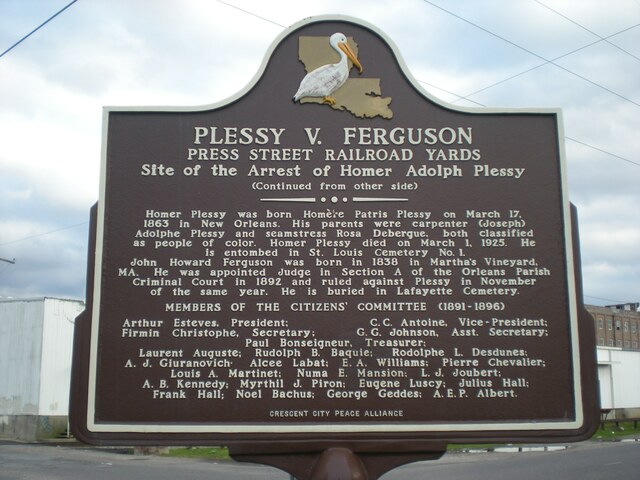 PLESSY V. FERGUSON
PRESS STREET RAILROAD YARDS
Site of the Arrest of Homer Adolph Plessy
(Continued from other side)
Homer Plessy was born Homère Patris Plessy on March 17,
1863 in New Orleans. His parents were carpenter (Joseph)
Adolphe Plessy and seamstress Rosa Debergue, both classified
as people of color. Homer Plessy died on March 1, 1925. He
is entombed in St. Louis Cemetery No. 1.
John Howard Ferguson was born in 1838 in Martha's Vineyard,
MA. He was appointed Judge in Section A of the Orleans Parish
Criminal Court in 1892 and ruled against Plessy in November
of the same year. He is buried in Lafayette Cemetery.
MEMBERS OF THE CITIZENS' COMMITTEE (1891-1896)
Arthur Esteves, President; C.C. Antoine, Vice-President;
Firmin Christophe, Secretary; G.G. Johnson, Asst. Secretary;
Paul Bonseigneur, Treasurer;
Laurent Auguste; Rudolph B. Baquie; Rodolphe L. Desdunes;
A. J. Giuranovich; Alcee Labat; E. A. Williams; Pierre Chevalier;
Louis A. Martinet; Numa E. Mansion; L. J. Joubert;
A. B. Kennedy; Myrthil J. Piron; Eugene Luscy; Julius Hall;
Frank Hall; Noel Bachus; George Geddes; A.E.P. Albert.
CRESCENT CITY PEACE ALLIANCE